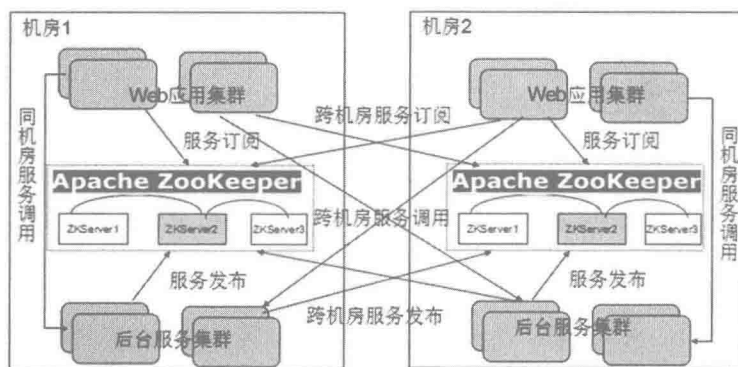 机房1
机房2
Web应用集群
Web应用集群
跨机房服务订阅
服务订阅
服务订阅
同机房服务调用
同机房服务调用
Apache ZooKeeper
Apache ZooKeeper
ZKServer1
ZKServer2
ZKServer3
跨机房服务调用
ZKServer1
ZKServer2
ZKServer3
服务发布
服务发布
跨机房服务发布
后台服务集群
后台服务集群